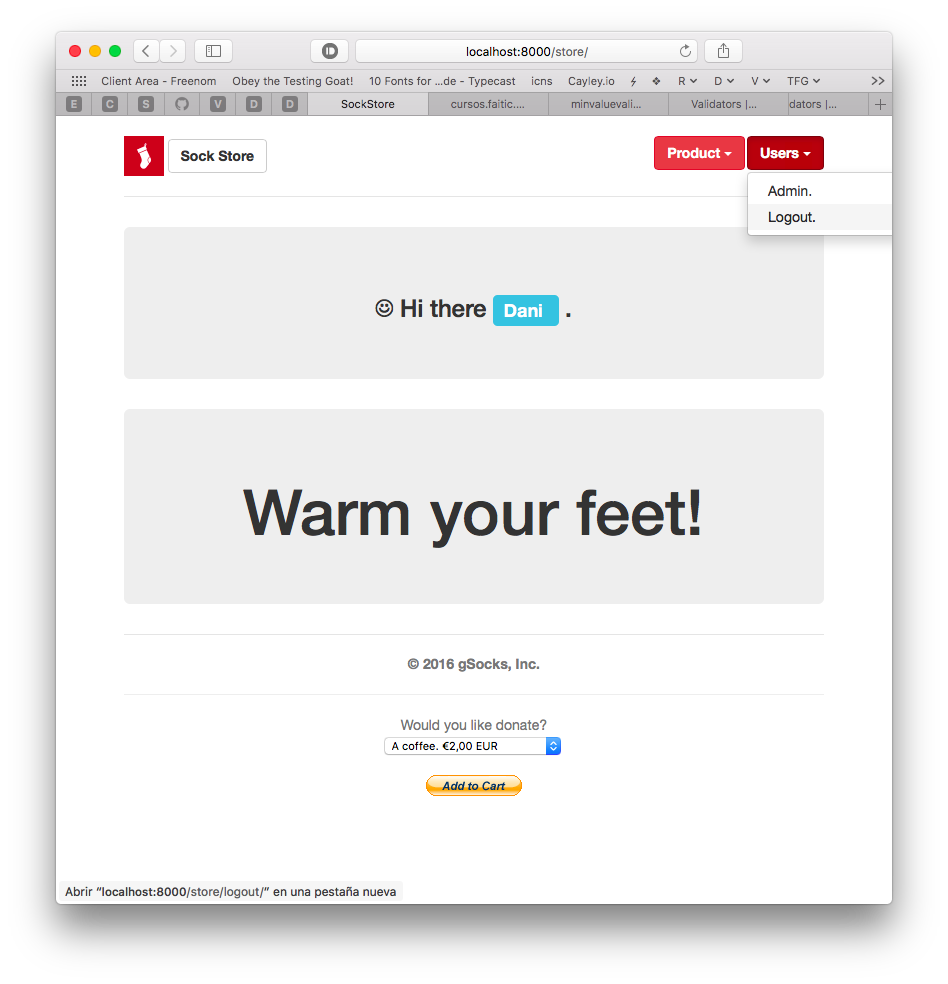 localhost:8000/store/
Client Area - Freenom Obey the Testing Goat! 10 Fonts for ...de - Typecast icns Cayley.io R D V TFG >>
E C S V D D SockStore cursos.faitic.... minvaluevali... Validators |... dators |... +
Sock Store Product Users
Admin.
Logout.
Hi there Dani .
Warm your feet!
© 2016 gSocks, Inc.
Would you like donate?
A coffee. €2,00 EUR
Add to Cart
Abrir “localhost:8000/store/logout/” en una pestaña nueva